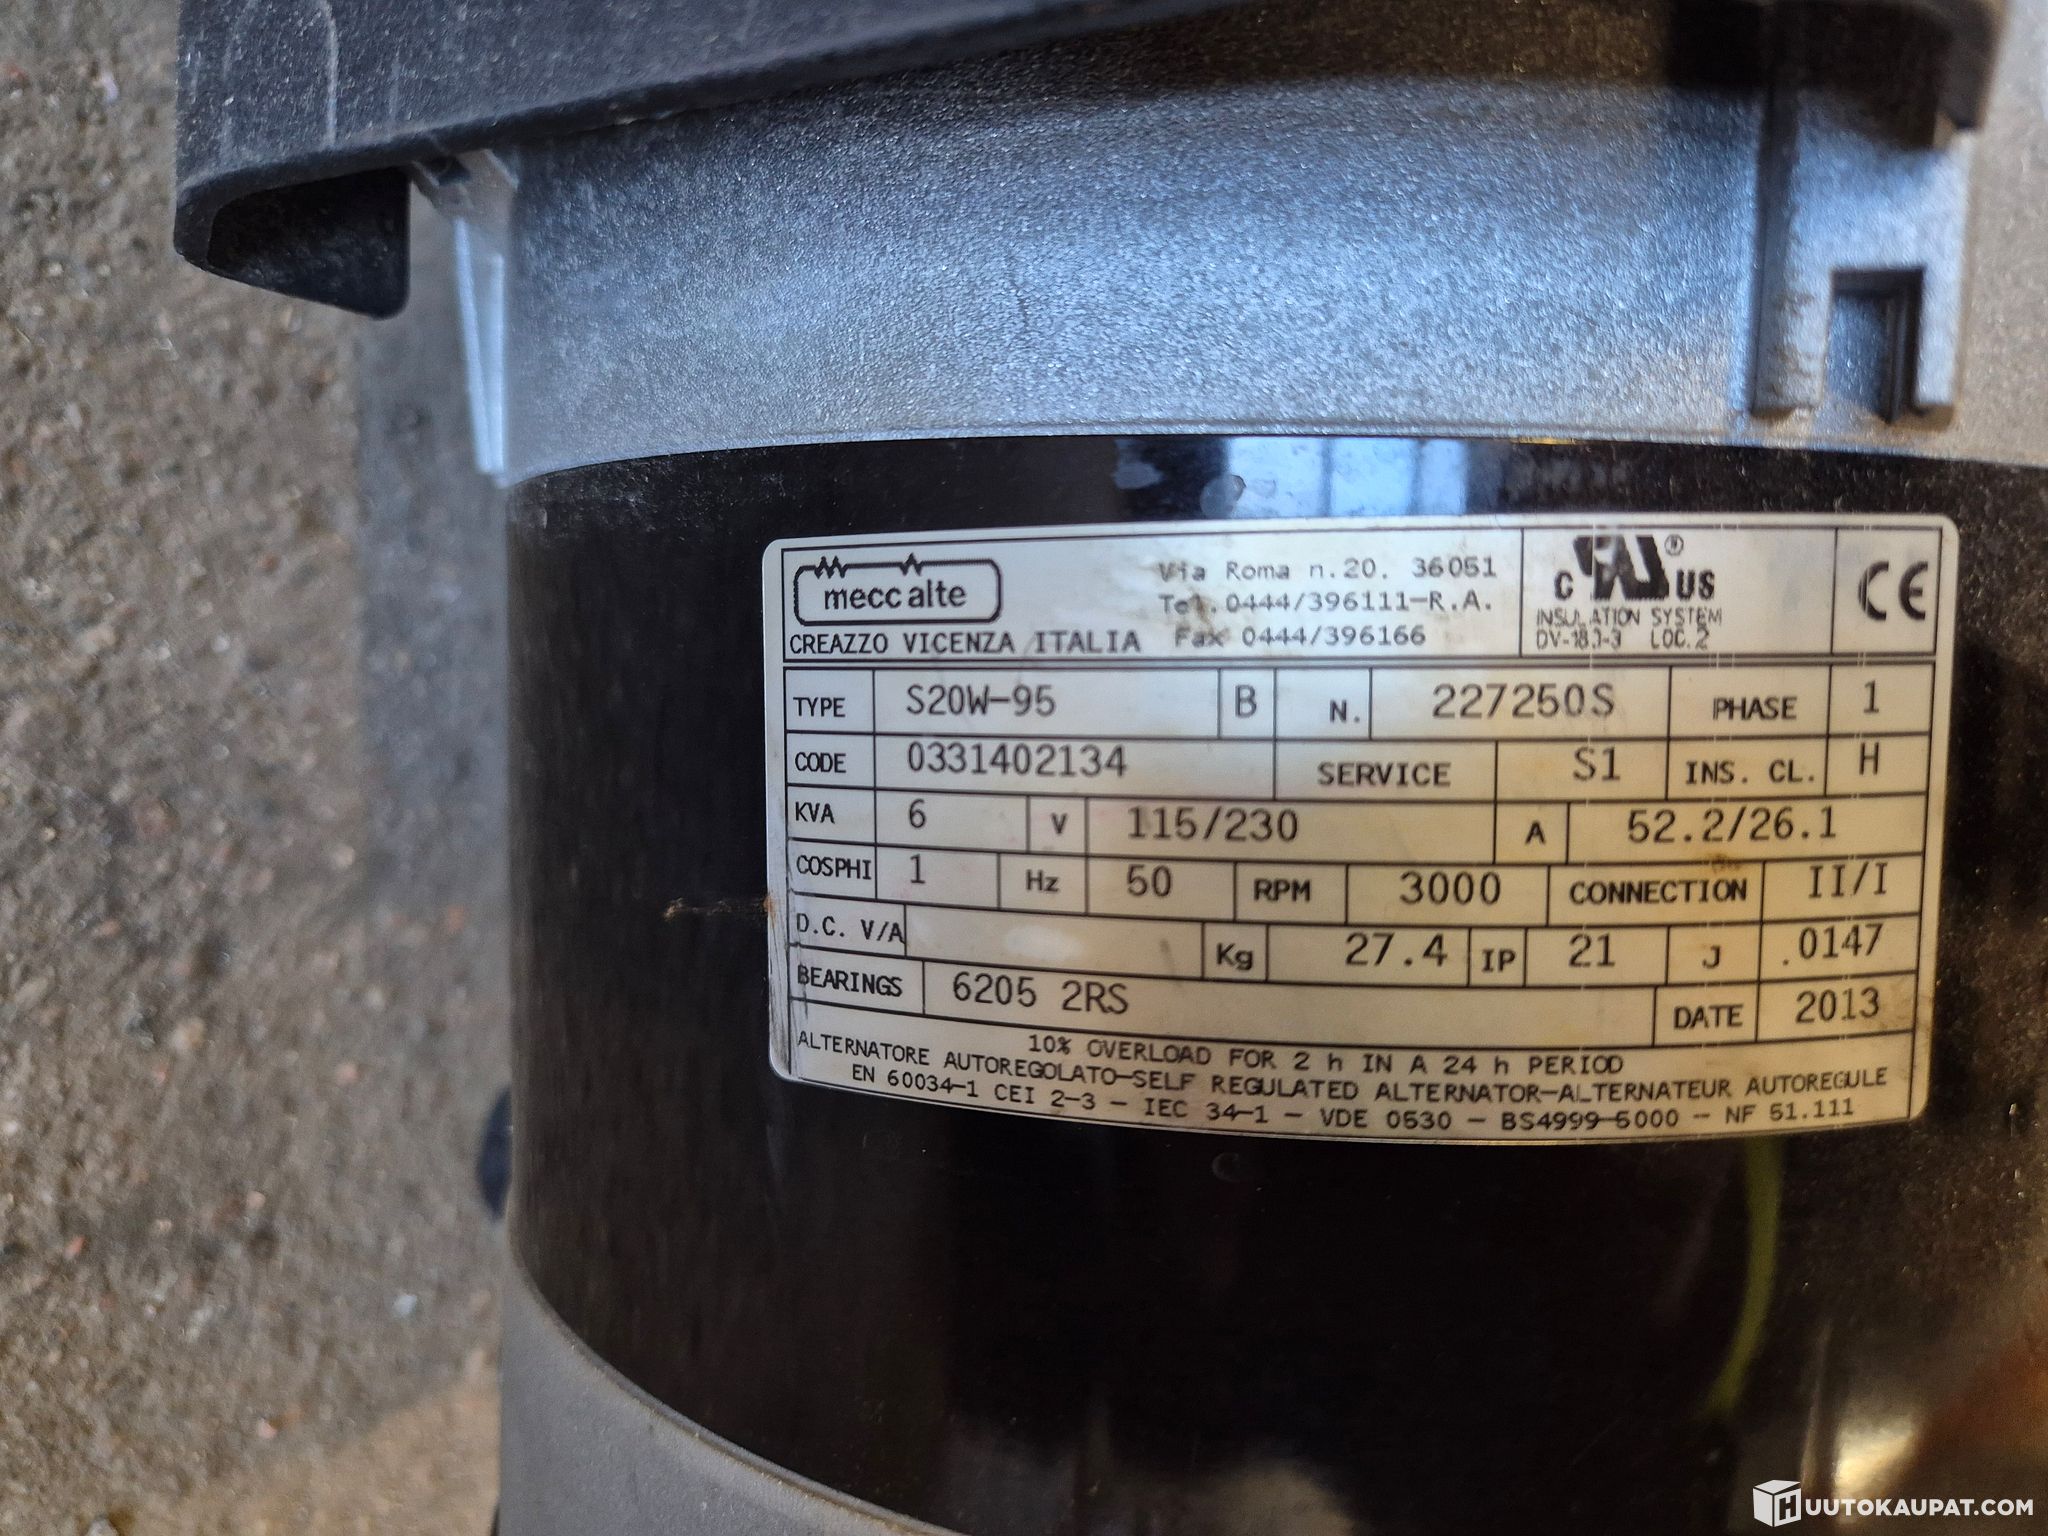 mecc alte
CREAZZO VICENZA ITALIA
Via Roma n.20. 36051
Tel.0444/396111-R.A.
Fax 0444/396166
C UL ® US
INSULATION SYSTEM
LOC.2
CE
TYPE S20W-95 B N. 227250S PHASE 1
CODE 0331402134 SERVICE S1 INS. CL. H
KVA 6 V 115/230 A 52.2/26.1
COSPHI 1 Hz 50 RPM 3000 CONNECTION II/I
D.C. V/A Kg 27.4 IP 21 J .0147
BEARINGS 6205 2RS DATE 2013
10% OVERLOAD FOR 2 h IN A 24 h PERIOD
ALTERNATORE AUTOREGOLATO-SELF REGULATED ALTERNATOR-ALTERNATEUR AUTOREGULE
EN 60034-1 CEI 2-3 - IEC 34-1 - VDE 0530 - BS4999-5000 - NF 51.111
HUUTOKAUPAT.COM